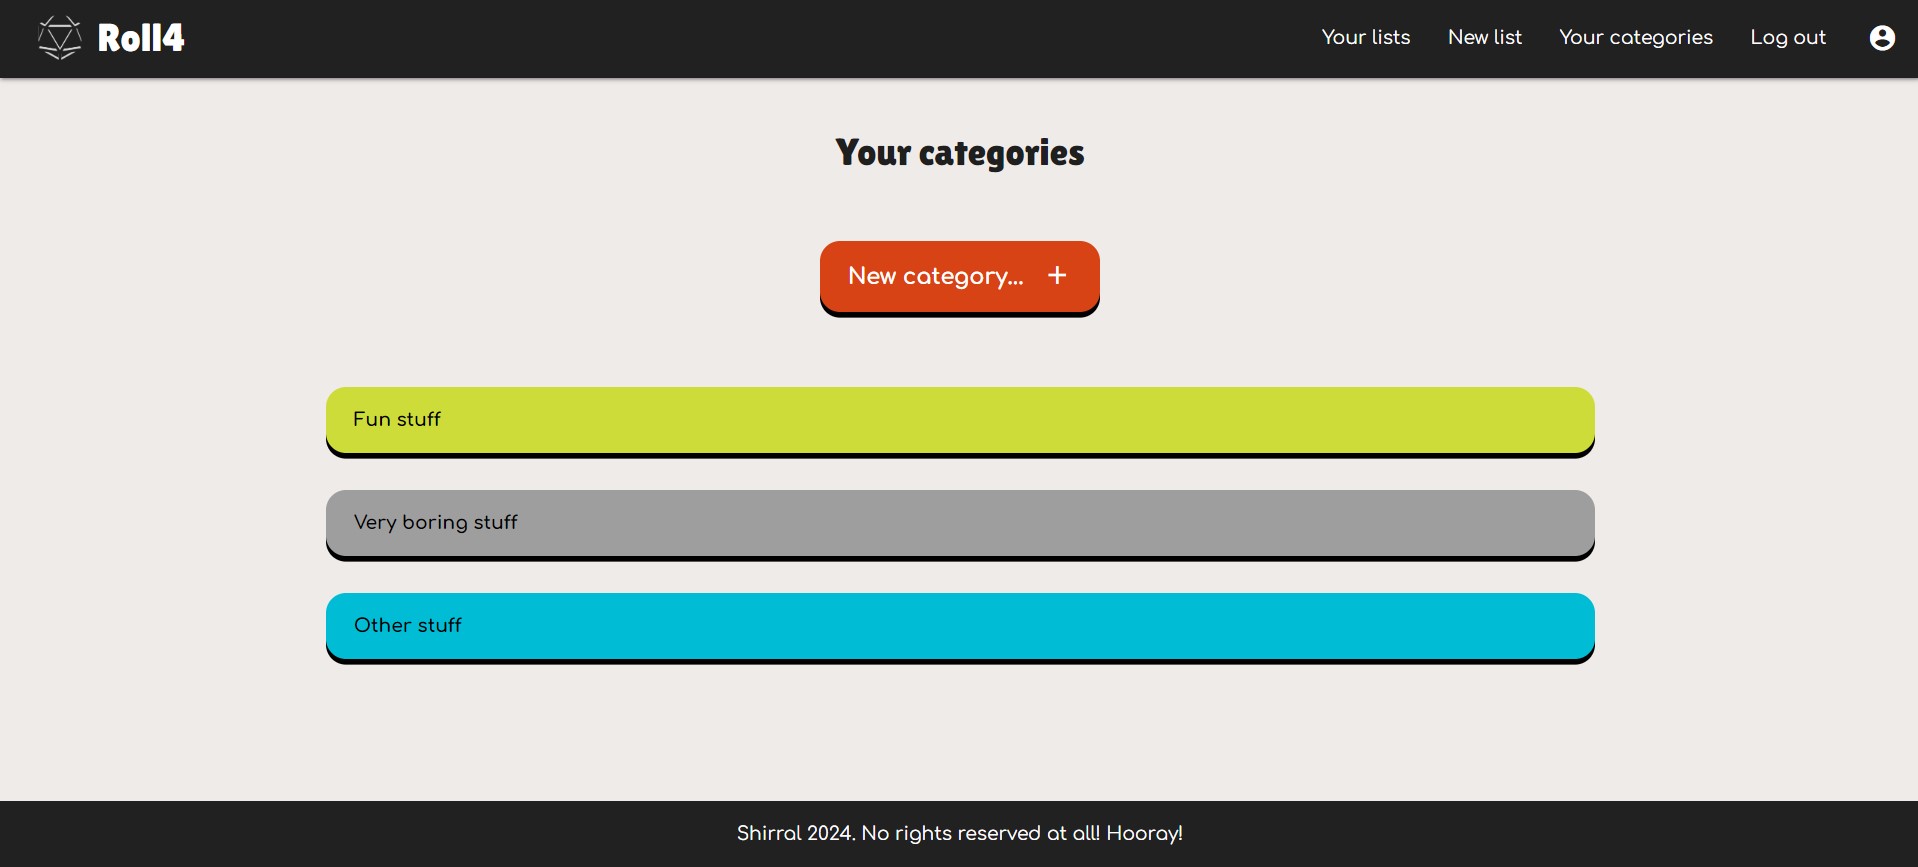 Roll4
Your lists
New list
Your categories
Log out
Your categories
New category... +
Fun stuff
Very boring stuff
Other stuff
Shirral 2024. No rights reserved at all! Hooray!